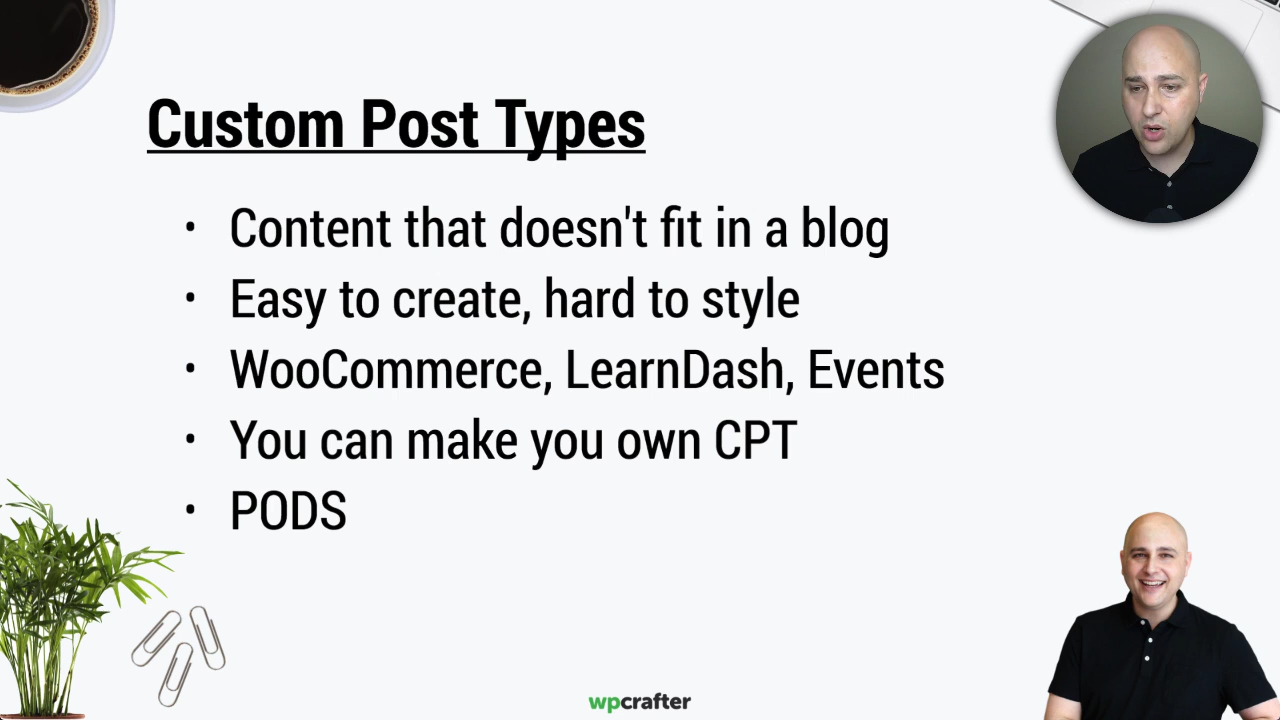 Custom Post Types
• Content that doesn't fit in a blog
• Easy to create, hard to style
• WooCommerce, LearnDash, Events
• You can make you own CPT
• PODS
wpcrafter